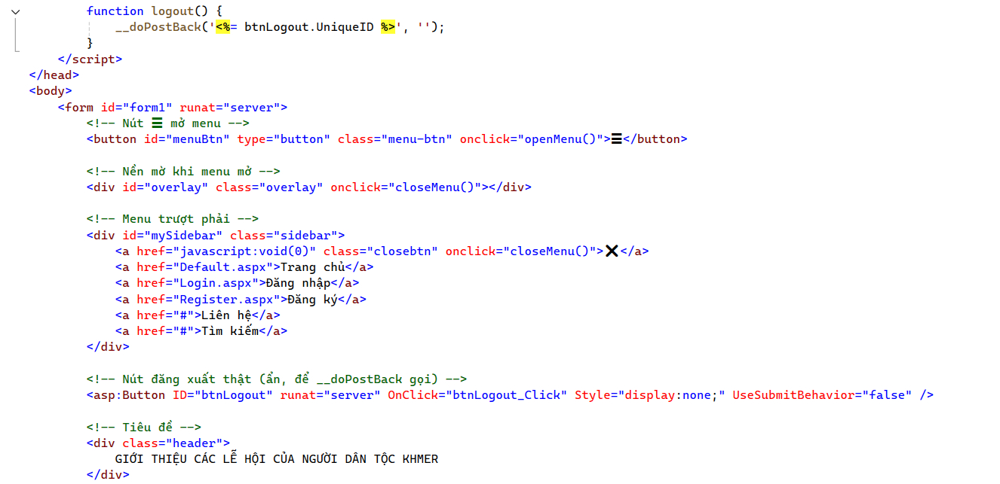 function logout() {
__doPostBack('<%= btnLogout.UniqueID %>', '');
}
</script>
</head>
<body>
<form id="form1" runat="server">
<!-- Nút ☰ mở menu -->
<button id="menuBtn" type="button" class="menu-btn" onclick="openMenu()">☰</button>
<!-- Nền mờ khi menu mở -->
<div id="overlay" class="overlay" onclick="closeMenu()"></div>
<!-- Menu trượt phải -->
<div id="mySidebar" class="sidebar">
<a href="javascript:void(0)" class="closebtn" onclick="closeMenu()">✖</a>
<a href="Default.aspx">Trang chủ</a>
<a href="Login.aspx">Đăng nhập</a>
<a href="Register.aspx">Đăng ký</a>
<a href="#">Liên hệ</a>
<a href="#">Tìm kiếm</a>
</div>
<!-- Nút đăng xuất thật (ẩn, để __doPostBack gọi) -->
<asp:Button ID="btnLogout" runat="server" OnClick="btnLogout_Click" Style="display:none;" UseSubmitBehavior="false" />
<!-- Tiêu đề -->
<div class="header">
GIỚI THIỆU CÁC LỄ HỘI CỦA NGƯỜI DÂN TỘC KHMER
</div>